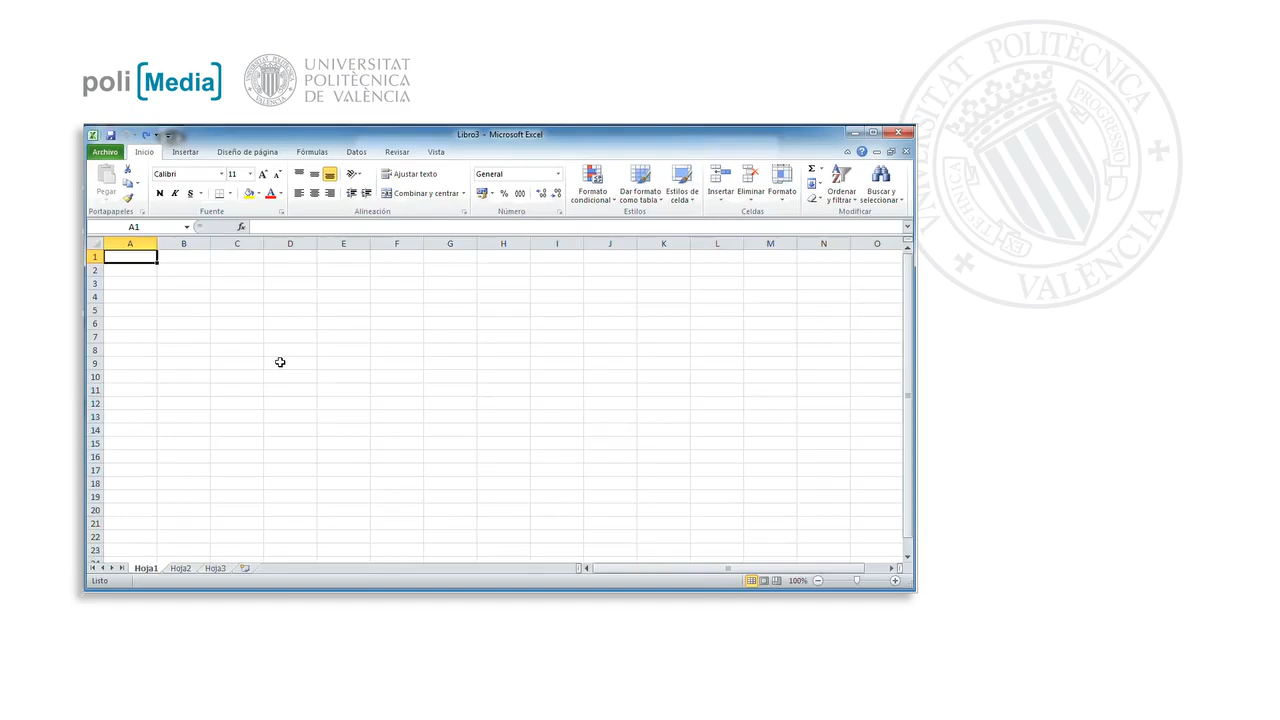 poli [Media]
UNIVERSITAT
POLITÈCNICA
DE VALÈNCIA
UNIVERSITAT POLITÈCNICA DE VALÈNCIA
Libro3 - Microsoft Excel
Archivo Inicio Insertar Diseño de página Fórmulas Datos Revisar Vista
Pegar
Portapapeles
Calibri 11
N K S
Fuente
Ajustar texto
Combinar y centrar
Alineación
General
% 000
Número
Formato condicional
Dar formato como tabla
Estilos de celda
Estilos
Insertar Eliminar Formato
Celdas
Ordenar y filtrar
Buscar y seleccionar
Modificar
A1 fx
A B C D E F G H I J K L M N O
1
2
3
4
5
6
7
8
9
10
11
12
13
14
15
16
17
18
19
20
21
22
23
Hoja1 Hoja2 Hoja3
Listo 100%